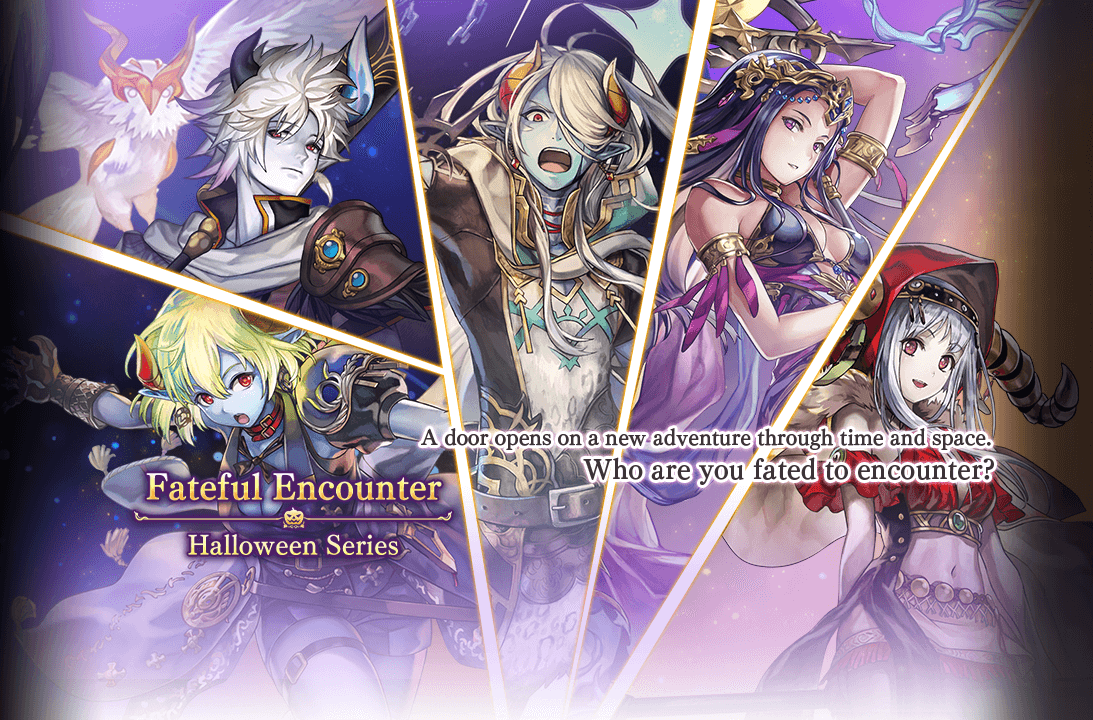 A door opens on a new adventure through time and space.
Who are you fated to encounter?
Fateful Encounter
Halloween Series